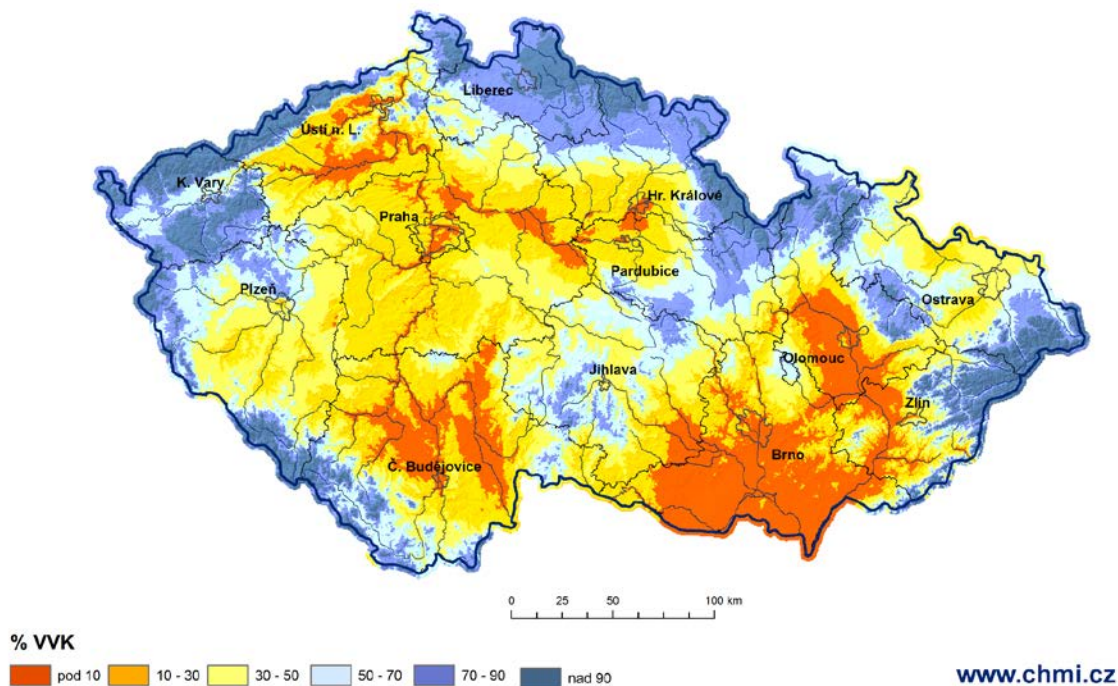 Liberec
Ústí n. L.
K. Vary
Hr. Králové
Praha
Pardubice
Plzeň
Ostrava
Olomouc
Jihlava
Zlín
Brno
Č. Budějovice
0 25 50 100 km
% VVK
pod 10 10 - 30 30 - 50 50 - 70 70 - 90 nad 90
www.chmi.cz